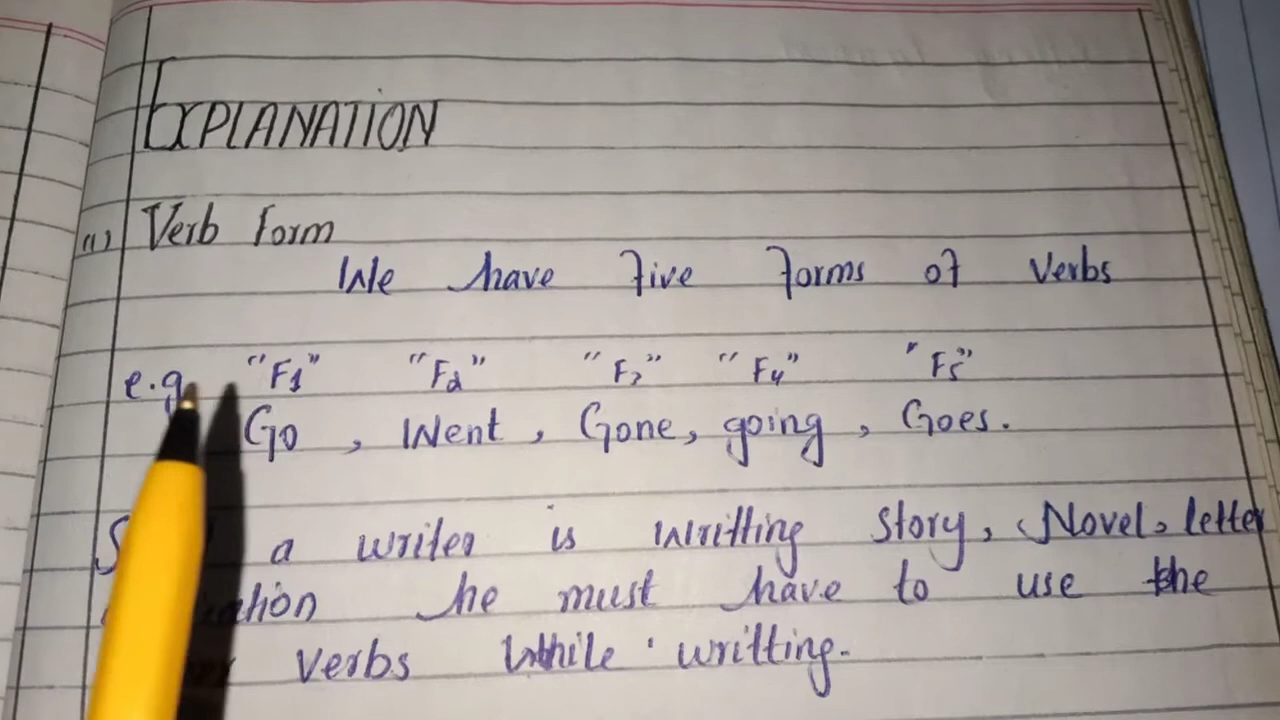 EXPLANATION
(1) Verb Form
We have five forms of verbs
e.g "F1" "F2" "F3" "F4" "F5"
Go, Went, Gone, going, Goes.
a writer is writting story, Novel, letter
he must have to use the
verbs while writting.